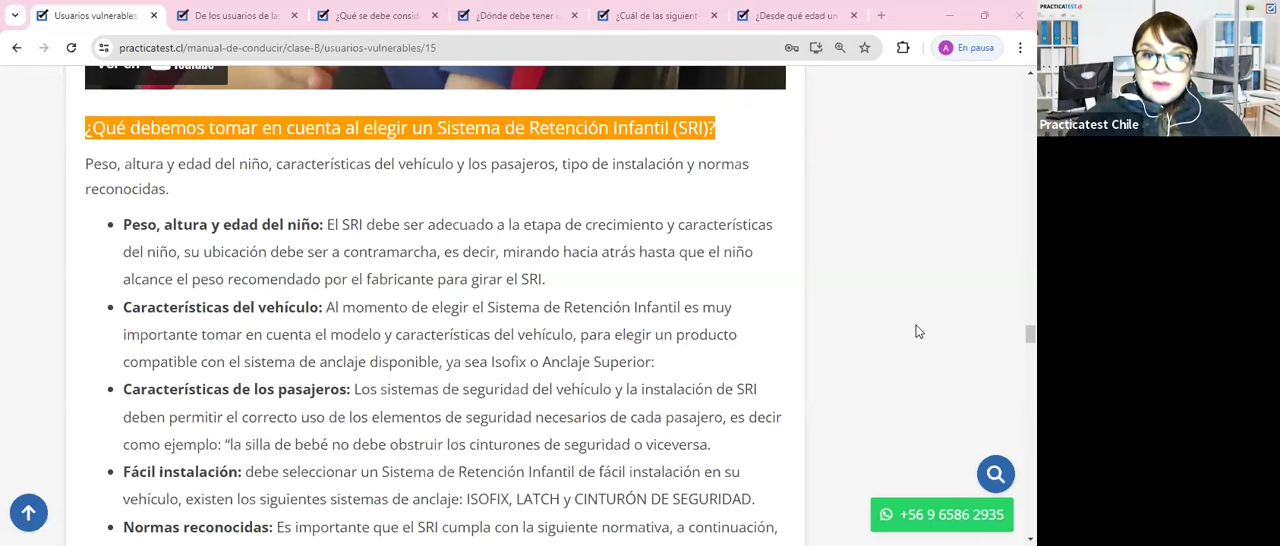 Usuarios vulnerables
De los usuarios de las
¿Qué se debe conside
¿Dónde debe tener u
¿Cuál de las siguient
¿Desde qué edad un
practicatest.cl/manual-de-conducir/clase-B/usuarios-vulnerables/15
A En pausa
PRACTICATEST.cl
YouTube
Practicatest Chile
¿Qué debemos tomar en cuenta al elegir un Sistema de Retención Infantil (SRI)?
Peso, altura y edad del niño, características del vehículo y los pasajeros, tipo de instalación y normas
reconocidas.
Peso, altura y edad del niño: El SRI debe ser adecuado a la etapa de crecimiento y características
del niño, su ubicación debe ser a contramarcha, es decir, mirando hacia atrás hasta que el niño
alcance el peso recomendado por el fabricante para girar el SRI.
Características del vehículo: Al momento de elegir el Sistema de Retención Infantil es muy
importante tomar en cuenta el modelo y características del vehículo, para elegir un producto
compatible con el sistema de anclaje disponible, ya sea Isofix o Anclaje Superior:
Características de los pasajeros: Los sistemas de seguridad del vehículo y la instalación de SRI
deben permitir el correcto uso de los elementos de seguridad necesarios de cada pasajero, es decir
como ejemplo: “la silla de bebé no debe obstruir los cinturones de seguridad o viceversa.
Fácil instalación: debe seleccionar un Sistema de Retención Infantil de fácil instalación en su
vehículo, existen los siguientes sistemas de anclaje: ISOFIX, LATCH y CINTURÓN DE SEGURIDAD.
Normas reconocidas: Es importante que el SRI cumpla con la siguiente normativa, a continuación,
+56 9 6586 2935